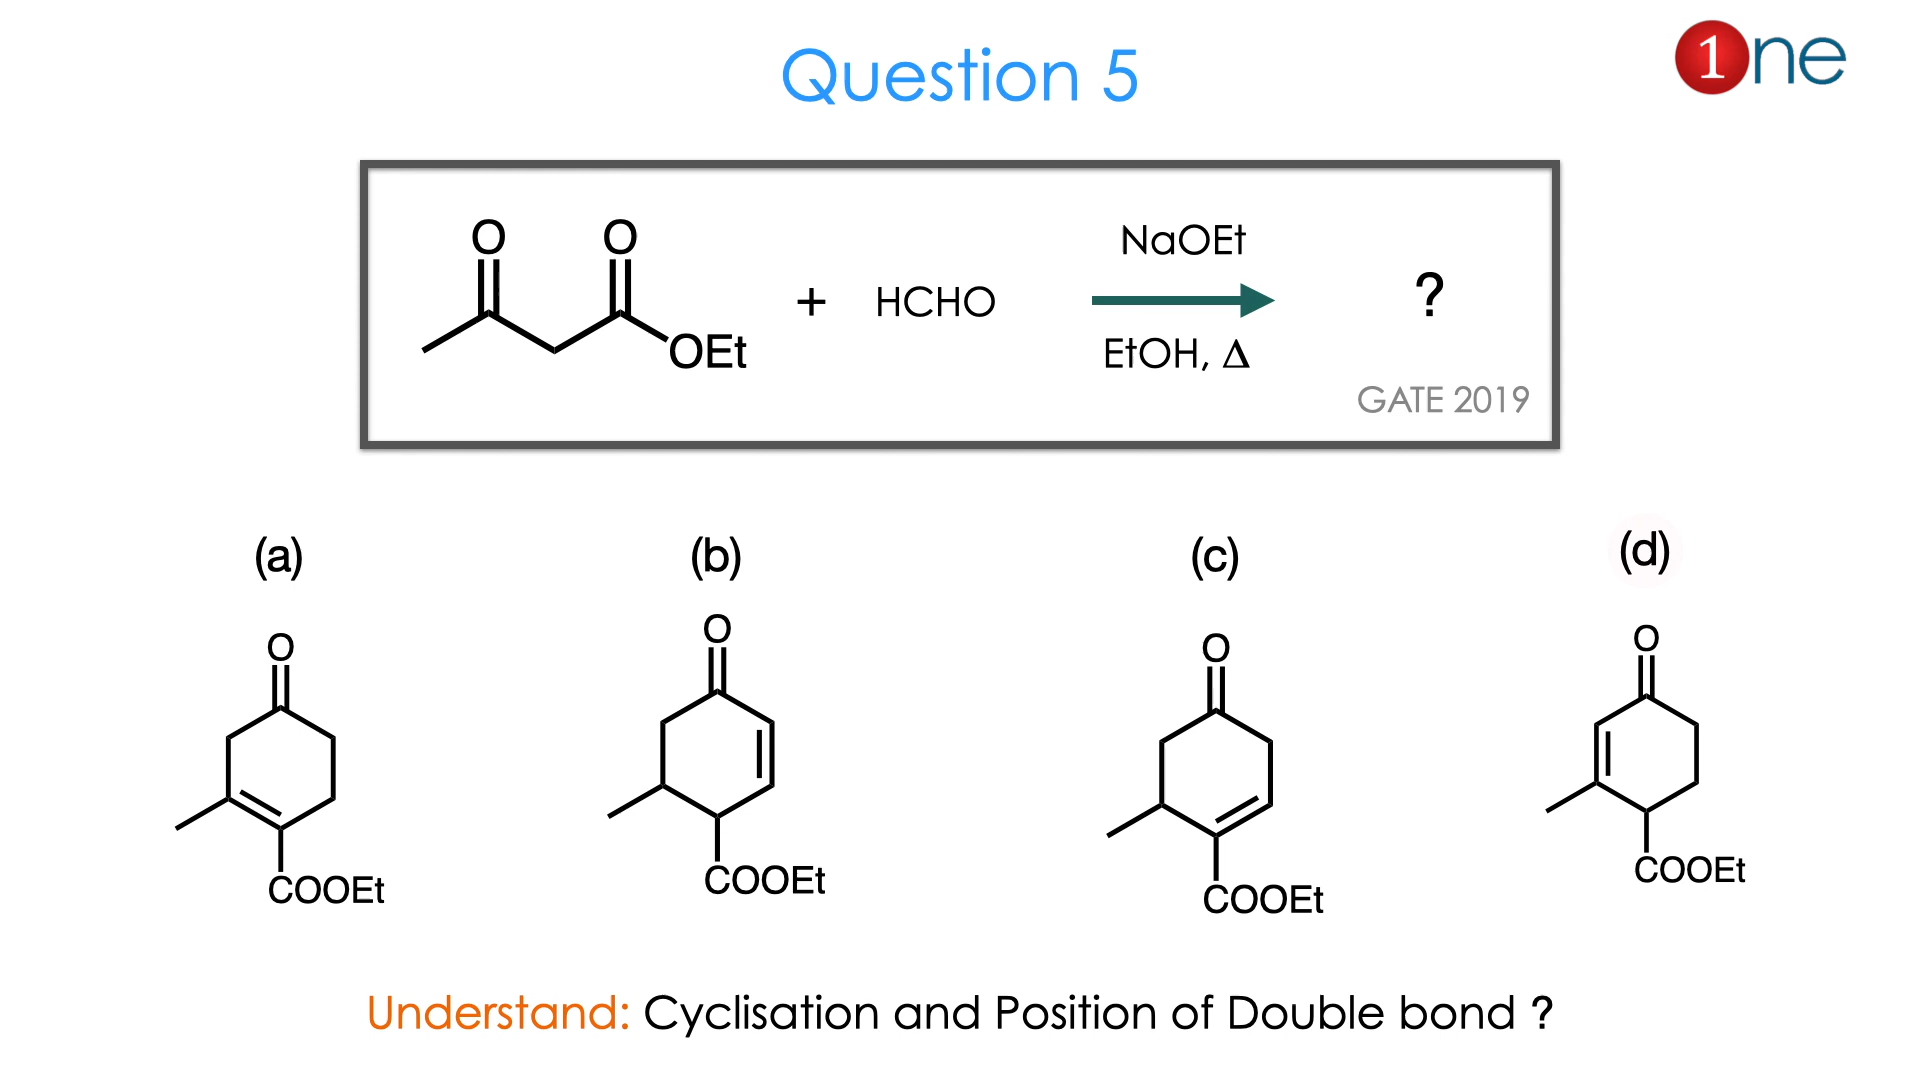 Question 5
1ne
O O
OEt
+ HCHO
NaOEt
EtOH, Δ
?
GATE 2019
(a) (b) (c) (d)
O O O O
COOEt COOEt COOEt COOEt
Understand: Cyclisation and Position of Double bond ?